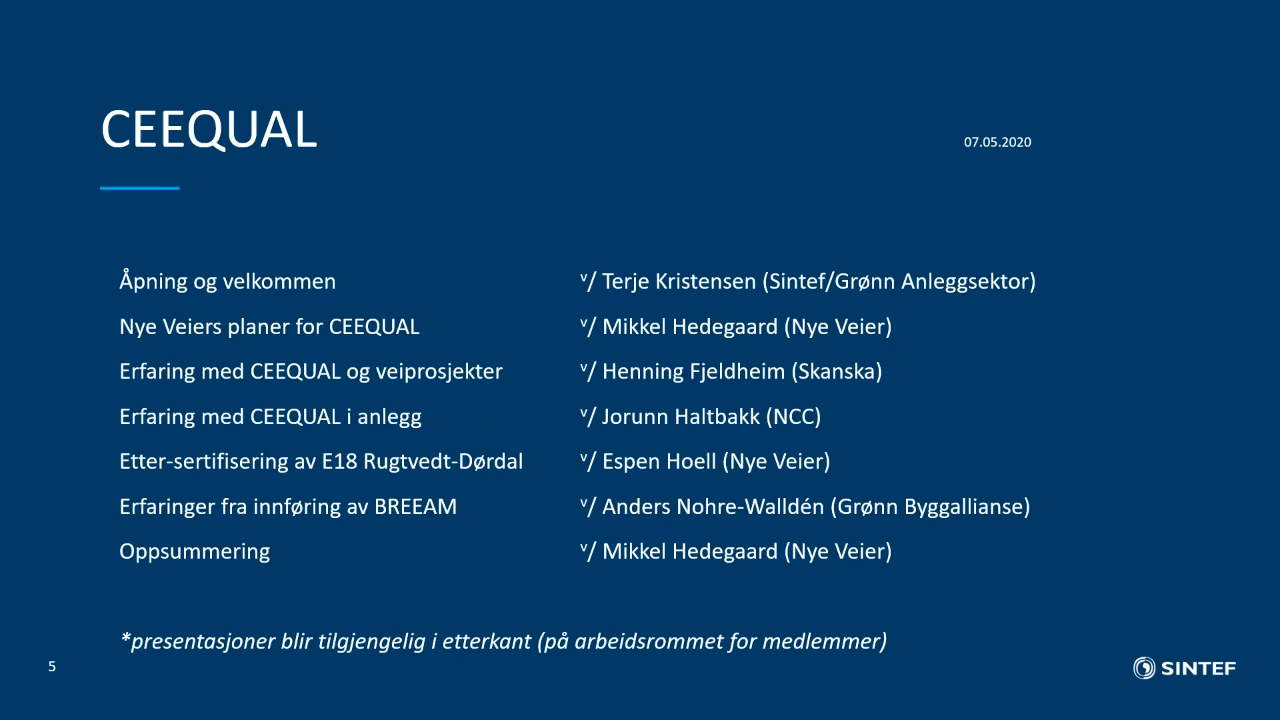 CEEQUAL
07.05.2020
Åpning og velkommen v/ Terje Kristensen (Sintef/Grønn Anleggsektor)
Nye Veiers planer for CEEQUAL v/ Mikkel Hedegaard (Nye Veier)
Erfaring med CEEQUAL og veiprosjekter v/ Henning Fjeldheim (Skanska)
Erfaring med CEEQUAL i anlegg v/ Jorunn Haltbakk (NCC)
Etter-sertifisering av E18 Rugtvedt-Dørdal v/ Espen Hoell (Nye Veier)
Erfaringer fra innføring av BREEAM v/ Anders Nohre-Walldén (Grønn Byggallianse)
Oppsummering v/ Mikkel Hedegaard (Nye Veier)
*presentasjoner blir tilgjengelig i etterkant (på arbeidsrommet for medlemmer)
5
SINTEF